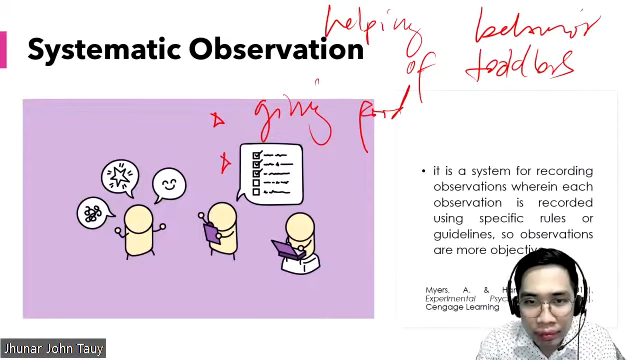 helping behavior
Systematic Observation
of toddlers
giving food
• it is a system for recording
observations wherein each
observation is recorded
using specific rules or
guidelines, so observations
are more objective
Myers, A. &
Experimental
Cengage Learning
Jhunar John Tauy